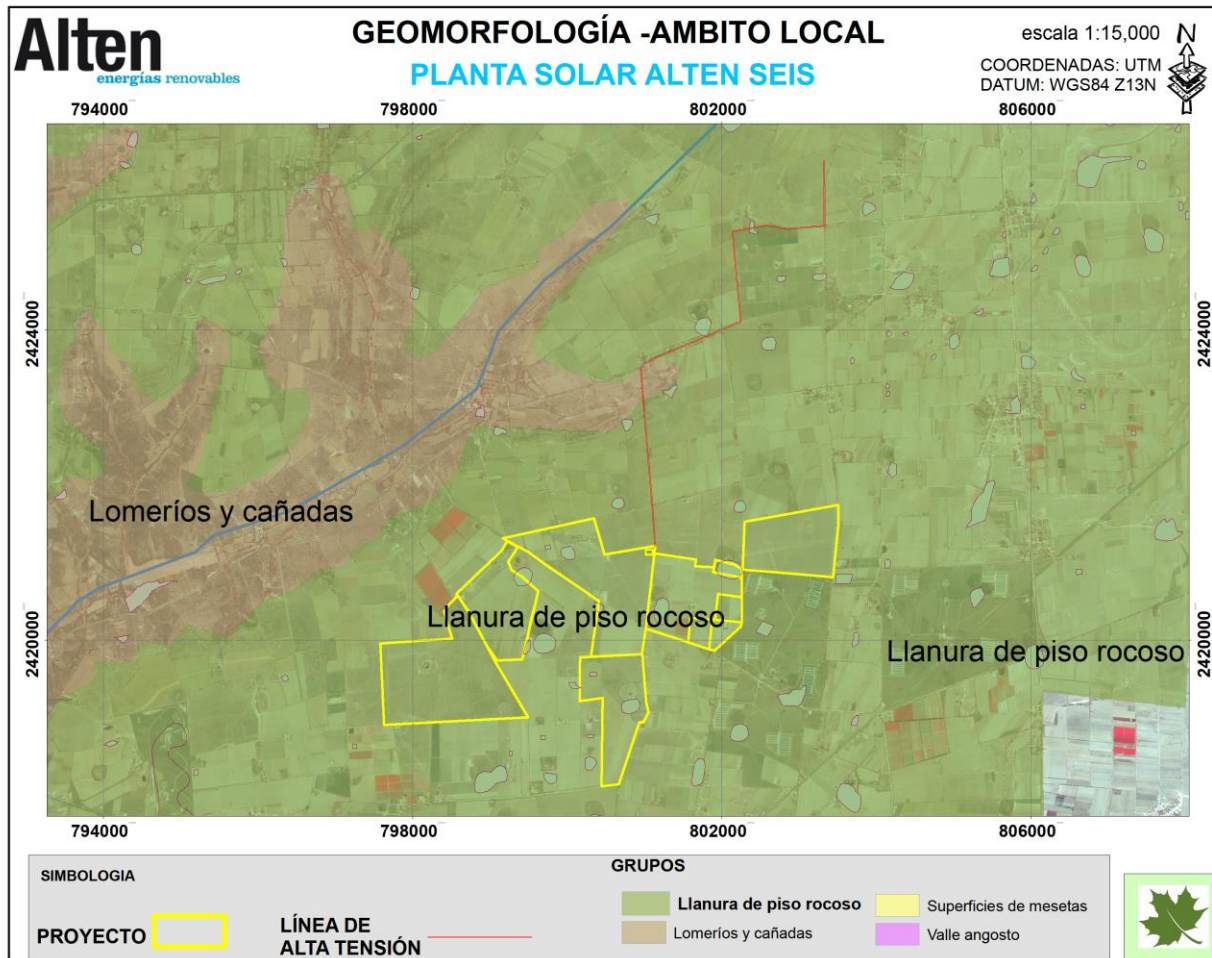 Alten
energías renovables
GEOMORFOLOGÍA -AMBITO LOCAL
PLANTA SOLAR ALTEN SEIS
escala 1:15,000
N
COORDENADAS: UTM
DATUM: WGS84 Z13N
794000 798000 802000 806000
2424000 2424000
Lomeríos y cañadas
Llanura de piso rocoso
Llanura de piso rocoso
2420000 2420000
794000 798000 802000 806000
SIMBOLOGIA
PROYECTO
LÍNEA DE
ALTA TENSIÓN
GRUPOS
Llanura de piso rocoso
Lomeríos y cañadas
Superficies de mesetas
Valle angosto